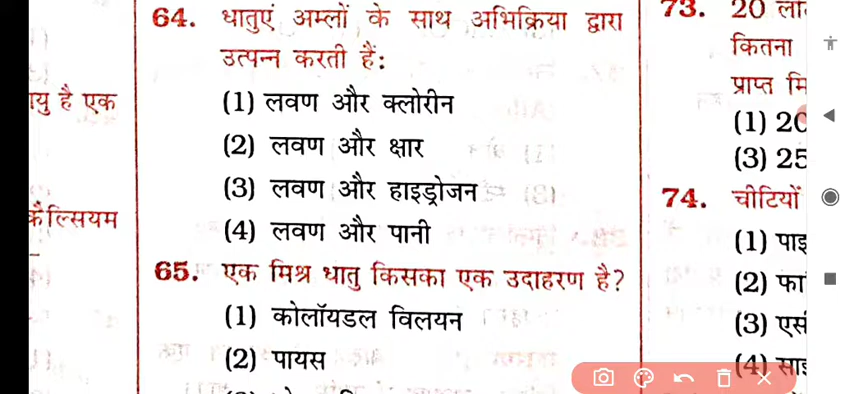 यु है एक
कैल्सियम
64. धातुएं अम्लों के साथ अभिक्रिया द्वारा
उत्पन्न करती हैं:
(1) लवण और क्लोरीन
(2) लवण और क्षार
(3) लवण और हाइड्रोजन
(4) लवण और पानी
65. एक मिश्र धातु किसका एक उदाहरण है?
(1) कोलॉयडल विलयन
(2) पायस
73. 20
कितना
प्राप्त
(1) 20
(3) 25
74. चीटियों
(1)
(2)
(3)
(4)